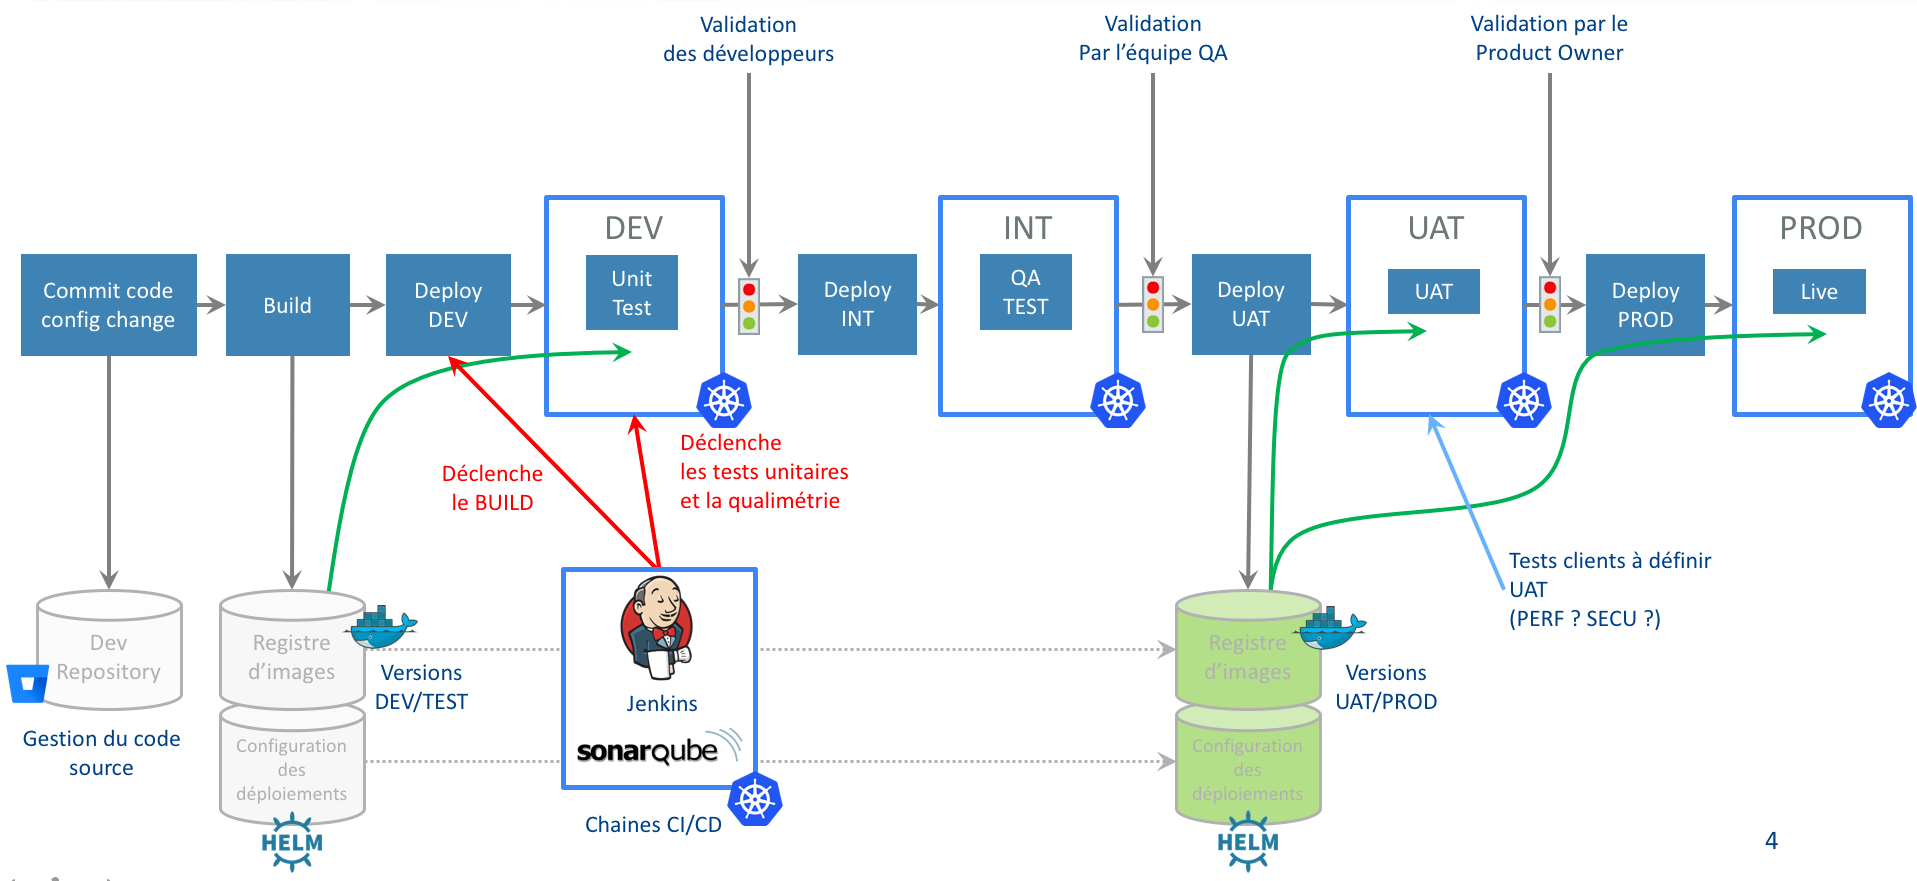 Validation
des développeurs
Validation
Par l’équipe QA
Validation par le
Product Owner
Commit code
config change
Build
Deploy
DEV
DEV
Unit
Test
Deploy
INT
INT
QA
TEST
Deploy
UAT
UAT
UAT
Deploy
PROD
PROD
Live
Déclenche
le BUILD
Déclenche
les tests unitaires
et la qualimétrie
Tests clients à définir
UAT
(PERF ? SECU ?)
Dev
Repository
Gestion du code
source
Registre
d’images
Versions
DEV/TEST
Configuration
des
déploiements
HELM
Jenkins
sonarqube
Chaines CI/CD
Registre
d’images
Versions
UAT/PROD
Configuration
des
déploiements
HELM
4